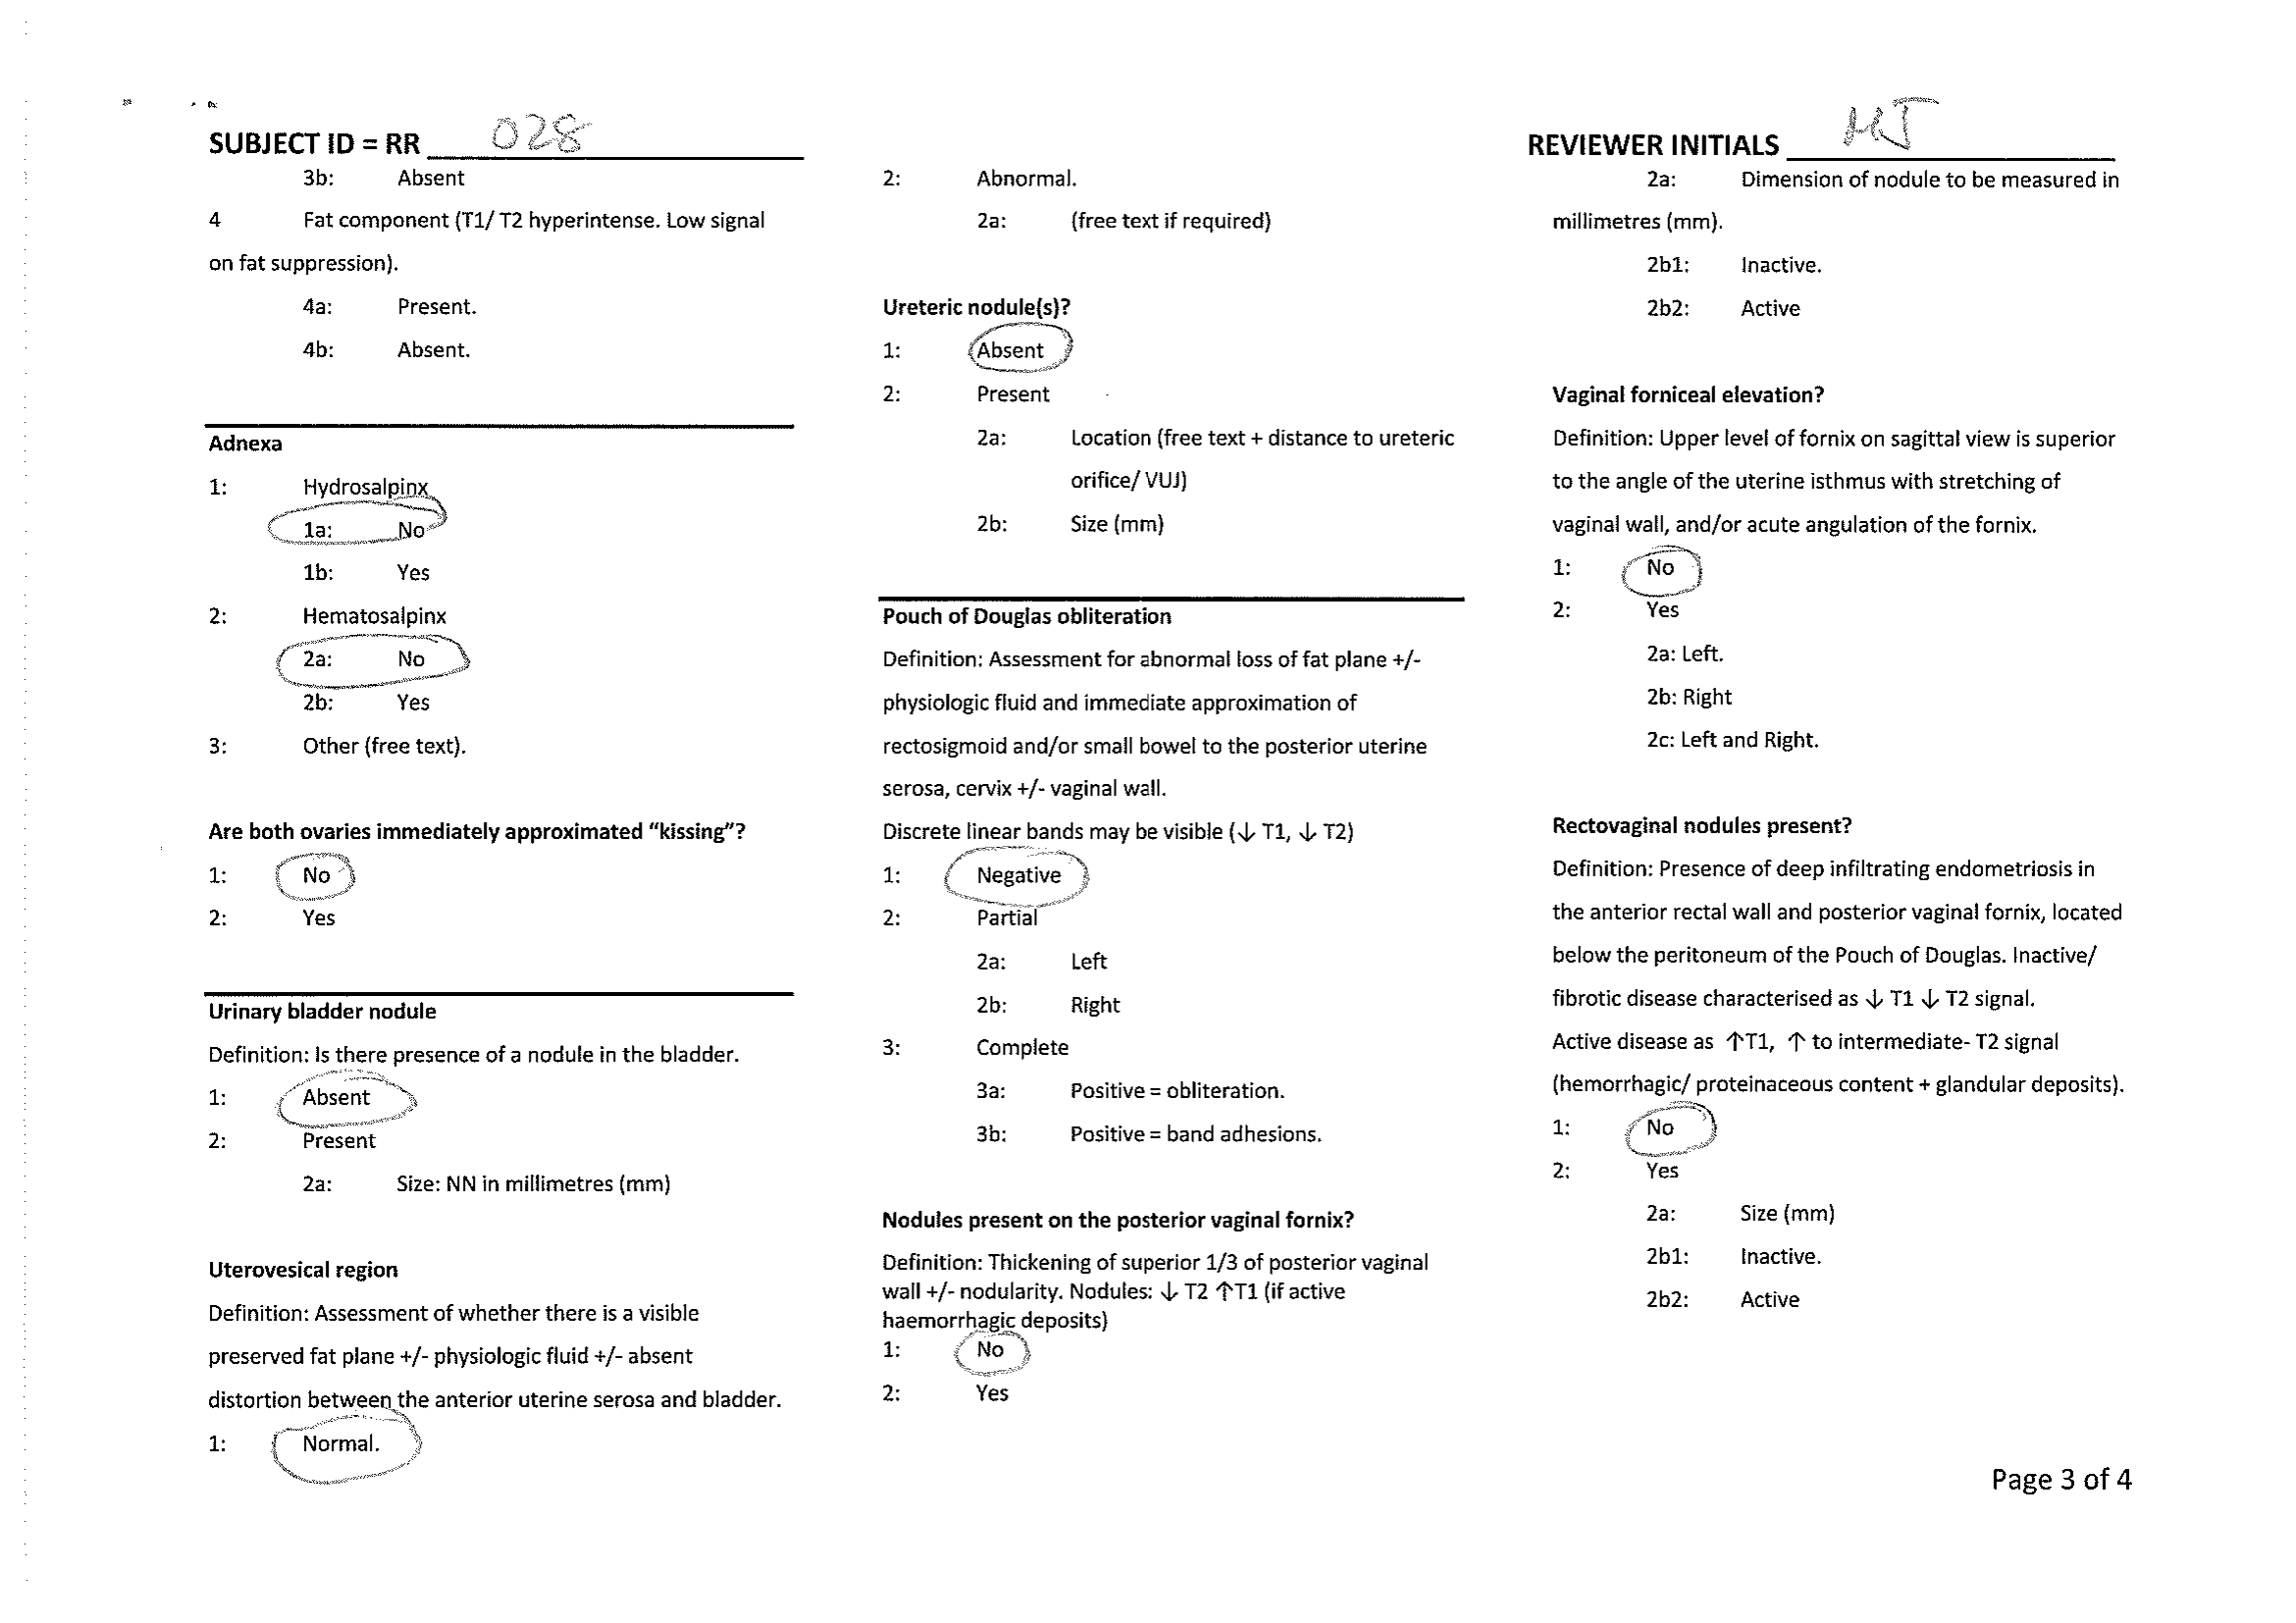 SUBJECT ID = RR 028
REVIEWER INITIALS MJ
3b: Absent
4 Fat component (T1/ T2 hyperintense. Low signal
on fat suppression).
4a: Present.
4b: Absent.
Adnexa
1: Hydrosalpinx
1a: No
1b: Yes
2: Hematosalpinx
2a: No
2b: Yes
3: Other (free text).
Are both ovaries immediately approximated “kissing”?
1: No
2: Yes
Urinary bladder nodule
Definition: Is there presence of a nodule in the bladder.
1: Absent
2: Present
2a: Size: NN in millimetres (mm)
Uterovesical region
Definition: Assessment of whether there is a visible
preserved fat plane +/- physiologic fluid +/- absent
distortion between the anterior uterine serosa and bladder.
1: Normal.
2: Abnormal.
2a: (free text if required)
Ureteric nodule(s)?
1: Absent
2: Present
2a: Location (free text + distance to ureteric
orifice/ VUJ)
2b: Size (mm)
Pouch of Douglas obliteration
Definition: Assessment for abnormal loss of fat plane +/-
physiologic fluid and immediate approximation of
rectosigmoid and/or small bowel to the posterior uterine
serosa, cervix +/- vaginal wall.
Discrete linear bands may be visible (↓ T1, ↓ T2)
1: Negative
2: Partial
2a: Left
2b: Right
3: Complete
3a: Positive = obliteration.
3b: Positive = band adhesions.
Nodules present on the posterior vaginal fornix?
Definition: Thickening of superior 1/3 of posterior vaginal
wall +/- nodularity. Nodules: ↓ T2 ↑T1 (if active
haemorrhagic deposits)
1: No
2: Yes
2a: Dimension of nodule to be measured in
millimetres (mm).
2b1: Inactive.
2b2: Active
Vaginal forniceal elevation?
Definition: Upper level of fornix on sagittal view is superior
to the angle of the uterine isthmus with stretching of
vaginal wall, and/or acute angulation of the fornix.
1: No
2: Yes
2a: Left.
2b: Right
2c: Left and Right.
Rectovaginal nodules present?
Definition: Presence of deep infiltrating endometriosis in
the anterior rectal wall and posterior vaginal fornix, located
below the peritoneum of the Pouch of Douglas. Inactive/
fibrotic disease characterised as ↓ T1 ↓ T2 signal.
Active disease as ↑T1, ↑ to intermediate- T2 signal
(hemorrhagic/ proteinaceous content + glandular deposits).
1: No
2: Yes
2a: Size (mm)
2b1: Inactive.
2b2: Active
Page 3 of 4